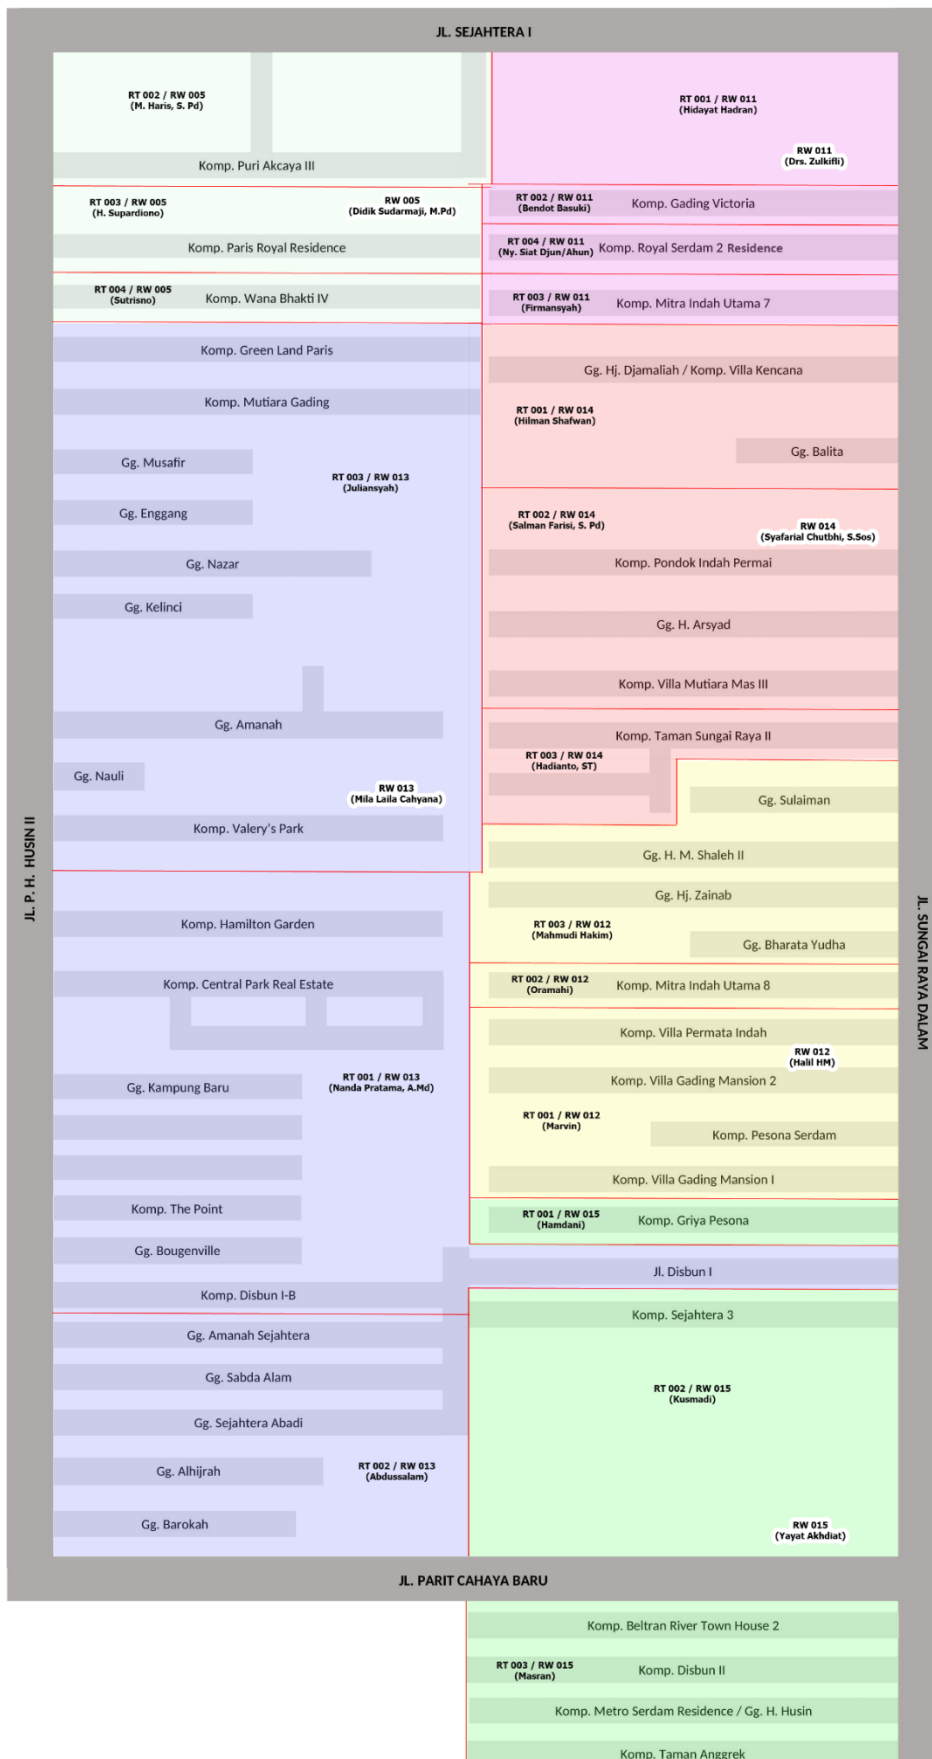 JL. SEJAHTERA I
RT 002 / RW 005
(M. Haris, S. Pd)
Komp. Puri Akcaya III
RT 001 / RW 011
(Hidayat Hadran)
RW 011
(Drs. Zulkifli)
RT 003 / RW 005
(H. Supardiono)
RW 005
(Didik Sudarmaji, M.Pd)
Komp. Paris Royal Residence
RT 002 / RW 011
(Bendot Basuki)
Komp. Gading Victoria
RT 004 / RW 011
(Ny. Siat Djun/Ahun)
Komp. Royal Serdam 2 Residence
RT 004 / RW 005
(Sutrisno)
Komp. Wana Bhakti IV
RT 003 / RW 011
(Firmansyah)
Komp. Mitra Indah Utama 7
Komp. Green Land Paris
Komp. Mutiara Gading
Gg. Musafir
RT 003 / RW 013
(Juliansyah)
Gg. Enggang
Gg. Nazar
Gg. Kelinci
Gg. Amanah
Gg. Nauli
RW 013
(Mila Laila Cahyana)
Komp. Valery's Park
Gg. Hj. Djamaliah / Komp. Villa Kencana
RT 001 / RW 014
(Hilman Shafwan)
Gg. Balita
RT 002 / RW 014
(Salman Farisi, S. Pd)
RW 014
(Syafarial Chutbhi, S.Sos)
Komp. Pondok Indah Permai
Gg. H. Arsyad
Komp. Villa Mutiara Mas III
Komp. Taman Sungai Raya II
RT 003 / RW 014
(Hadianto, ST)
Gg. Sulaiman
Gg. H. M. Shaleh II
Gg. Hj. Zainab
RT 003 / RW 012
(Mahmudi Hakim)
Gg. Bharata Yudha
RT 002 / RW 012
(Oramahi)
Komp. Mitra Indah Utama 8
Komp. Villa Permata Indah
RW 012
(Halil HM)
Komp. Villa Gading Mansion 2
RT 001 / RW 012
(Marvin)
Komp. Pesona Serdam
Komp. Villa Gading Mansion I
RT 001 / RW 015
(Hamdani)
Komp. Griya Pesona
JL. P. H. HUSIN II
JL. SUNGAI RAYA DALAM
Komp. Hamilton Garden
Komp. Central Park Real Estate
Gg. Kampung Baru
RT 001 / RW 013
(Nanda Pratama, A.Md)
Komp. The Point
Gg. Bougenville
Komp. Disbun I-B
Jl. Disbun I
Gg. Amanah Sejahtera
Gg. Sabda Alam
Gg. Sejahtera Abadi
Gg. Alhijrah
RT 002 / RW 013
(Abdussalam)
Gg. Barokah
Komp. Sejahtera 3
RT 002 / RW 015
(Kusmadi)
RW 015
(Yayat Akhdiat)
JL. PARIT CAHAYA BARU
Komp. Beltran River Town House 2
RT 003 / RW 015
(Masran)
Komp. Disbun II
Komp. Metro Serdam Residence / Gg. H. Husin
Komp. Taman Anggrek